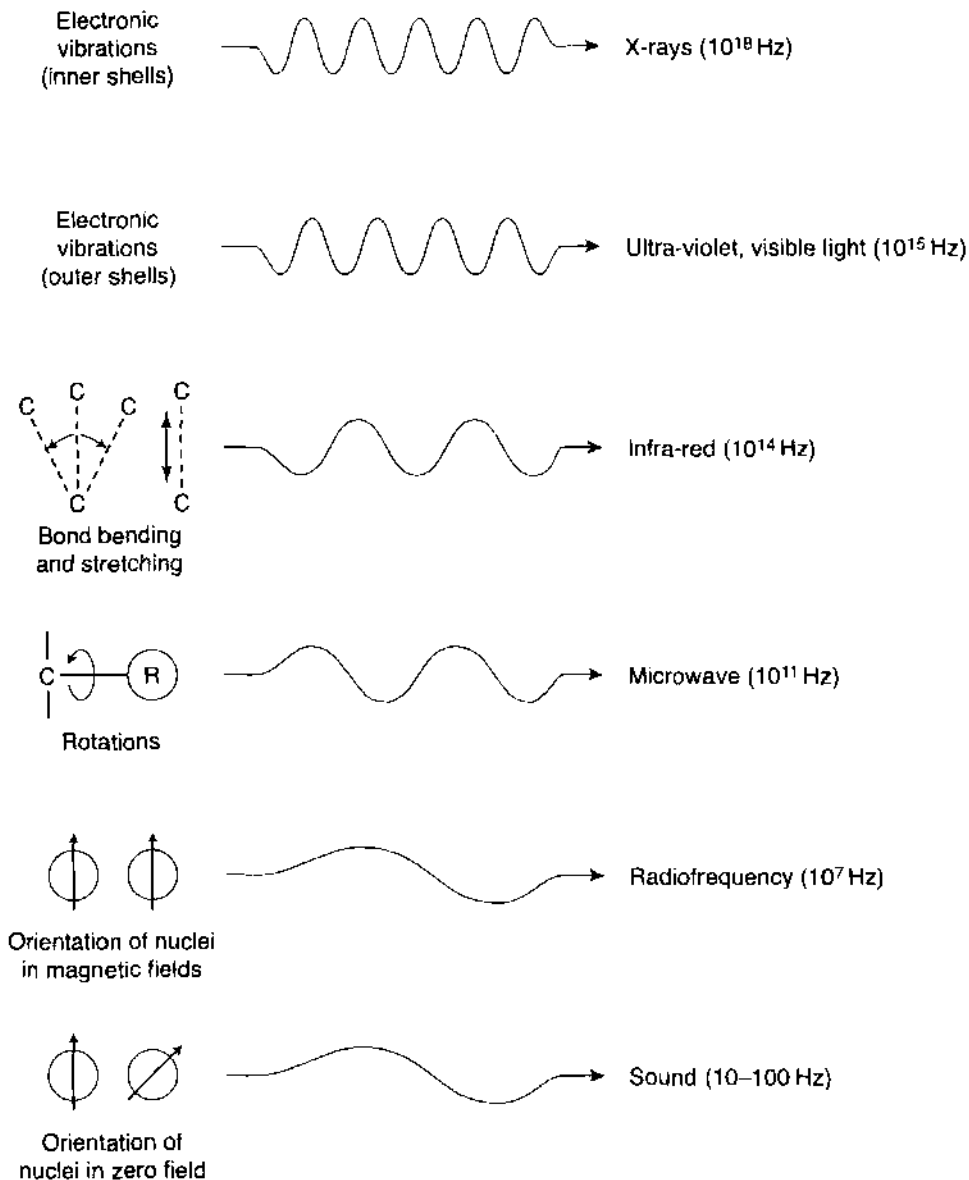 Electronic
vibrations
(inner shells)
X-rays (10¹⁸ Hz)
Electronic
vibrations
(outer shells)
Ultra-violet, visible light (10¹⁵ Hz)
C C C C
C C
Infra-red (10¹⁴ Hz)
Bond bending
and stretching
C R
Microwave (10¹¹ Hz)
Rotations
Radiofrequency (10⁷ Hz)
Orientation of nuclei
in magnetic fields
Sound (10–100 Hz)
Orientation of
nuclei in zero field